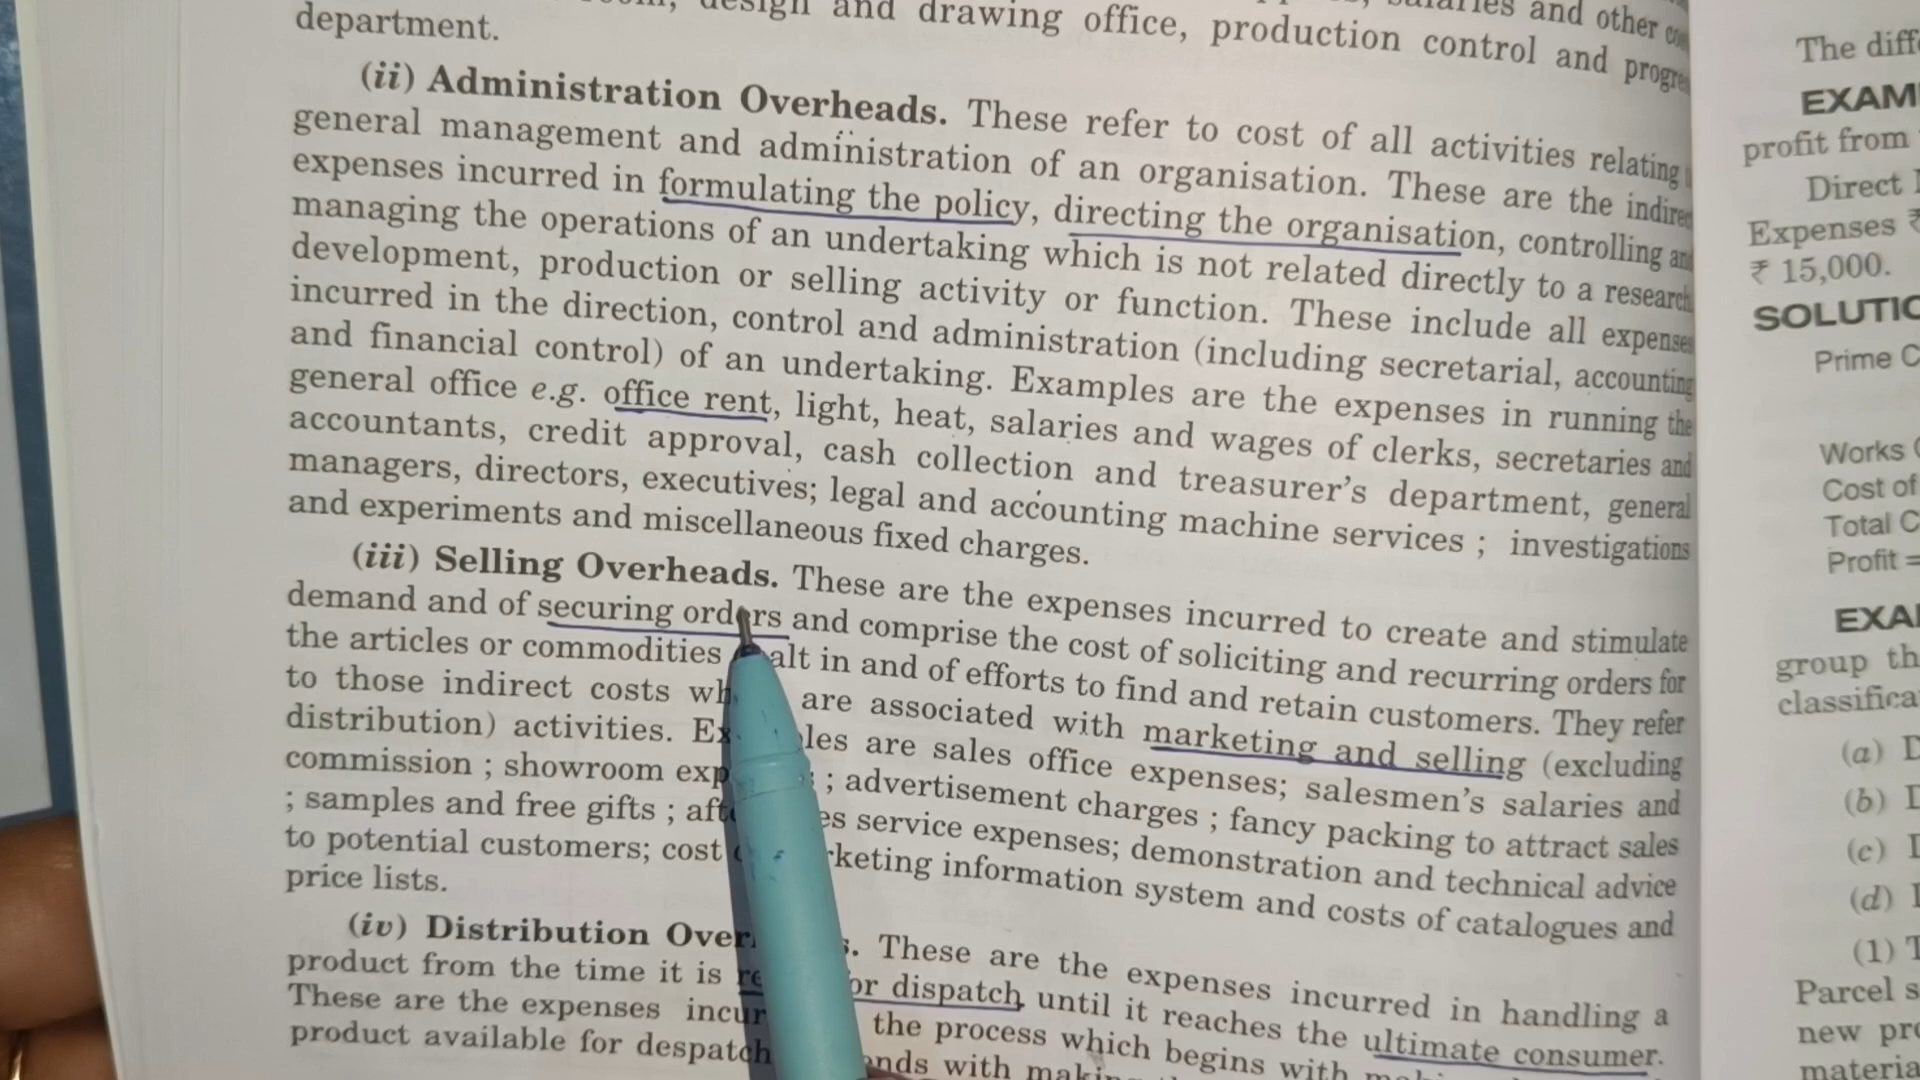 design and drawing office, production control and
salaries and other
department.
(ii) Administration Overheads. These refer to cost of all activities relating
general management and administration of an organisation. These are the
expenses incurred in formulating the policy, directing the organisation, controlling
managing the operations of an undertaking which is not related directly to a research
development, production or selling activity or function. These include all expenses
incurred in the direction, control and administration (including secretarial, accounting
and financial control) of an undertaking. Examples are the expenses in running the
general office e.g. office rent, light, heat, salaries and wages of clerks, secretaries and
accountants, credit approval, cash collection and treasurer's department, general
managers, directors, executives; legal and accounting machine services ; investigations
and experiments and miscellaneous fixed charges.
(iii) Selling Overheads. These are the expenses incurred to create and stimulate
demand and of securing orders and comprise the cost of soliciting and recurring orders for
the articles or commodities alt in and of efforts to find and retain customers. They refer
to those indirect costs wh are associated with marketing and selling (excluding
distribution) activities. Ex les are sales office expenses; salesmen's salaries and
commission ; showroom exp ; advertisement charges ; fancy packing to attract sales
; samples and free gifts ; aft es service expenses; demonstration and technical advice
to potential customers; cost keting information system and costs of catalogues and
price lists.
(iv) Distribution Over s. These are the expenses incurred in handling a
product from the time it is re or dispatch until it reaches the ultimate consumer.
These are the expenses incur the process which begins with
product available for despatch nds with
The diff
EXAM
profit from
Direct
Expenses ₹
₹ 15,000.
SOLUTIO
Prime C
Works
Cost of
Total C
Profit =
EXA
group th
classifica
(a)
(b)
(c)
(d)
(1) T
Parcel s
new pro
materia